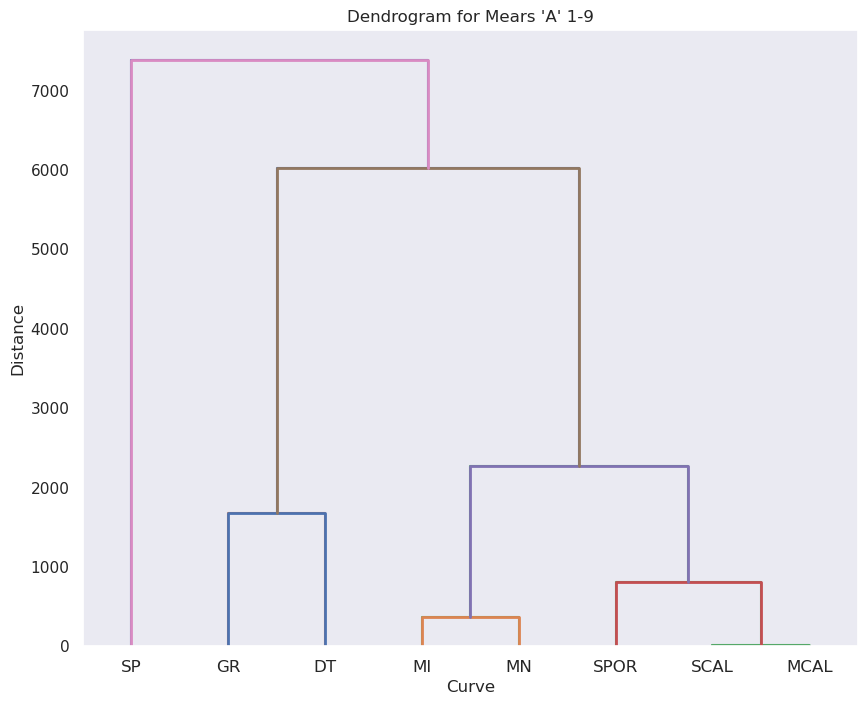 Dendrogram for Mears 'A' 1-9
7000
6000
5000
4000
3000
2000
1000
0
Distance
SP GR DT MI MN SPOR SCAL MCAL
Curve